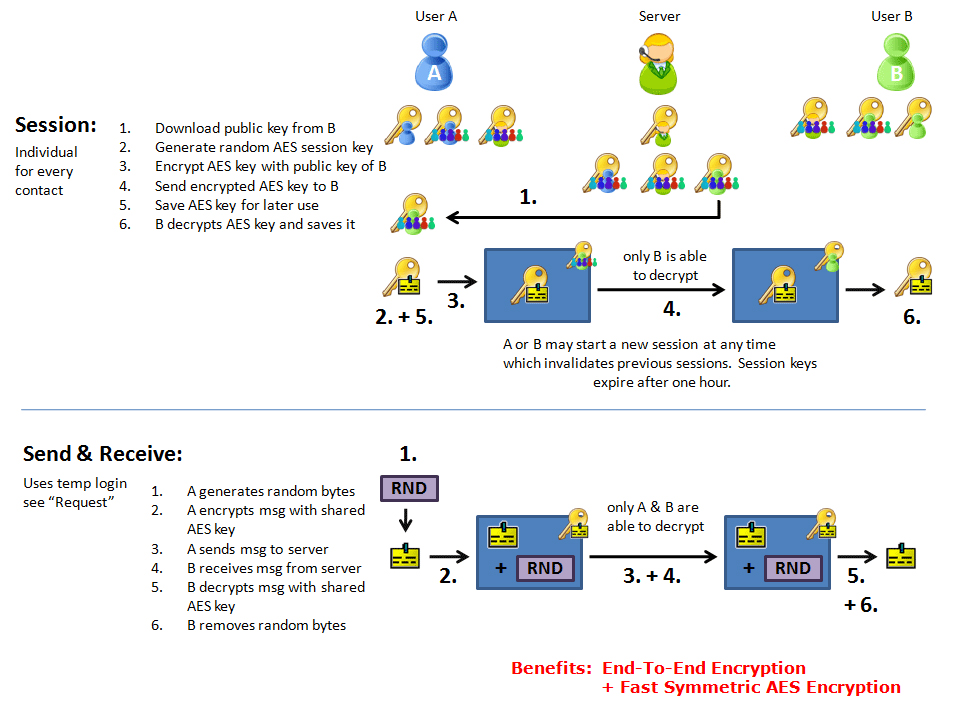 User A
Server
User B
A
B
Session:
Individual
for every
contact
1. Download public key from B
2. Generate random AES session key
3. Encrypt AES key with public key of B
4. Send encrypted AES key to B
5. Save AES key for later use
6. B decrypts AES key and saves it
1.
only B is able
to decrypt
2. + 5.
3.
4.
6.
A or B may start a new session at any time
which invalidates previous sessions. Session keys
expire after one hour.
Send & Receive:
Uses temp login
see “Request”
1. A generates random bytes
2. A encrypts msg with shared
AES key
3. A sends msg to server
4. B receives msg from server
5. B decrypts msg with shared
AES key
6. B removes random bytes
1.
RND
only A & B are
able to decrypt
2.
+ RND
3. + 4.
+ RND
5.
+ 6.
Benefits: End-To-End Encryption
+ Fast Symmetric AES Encryption